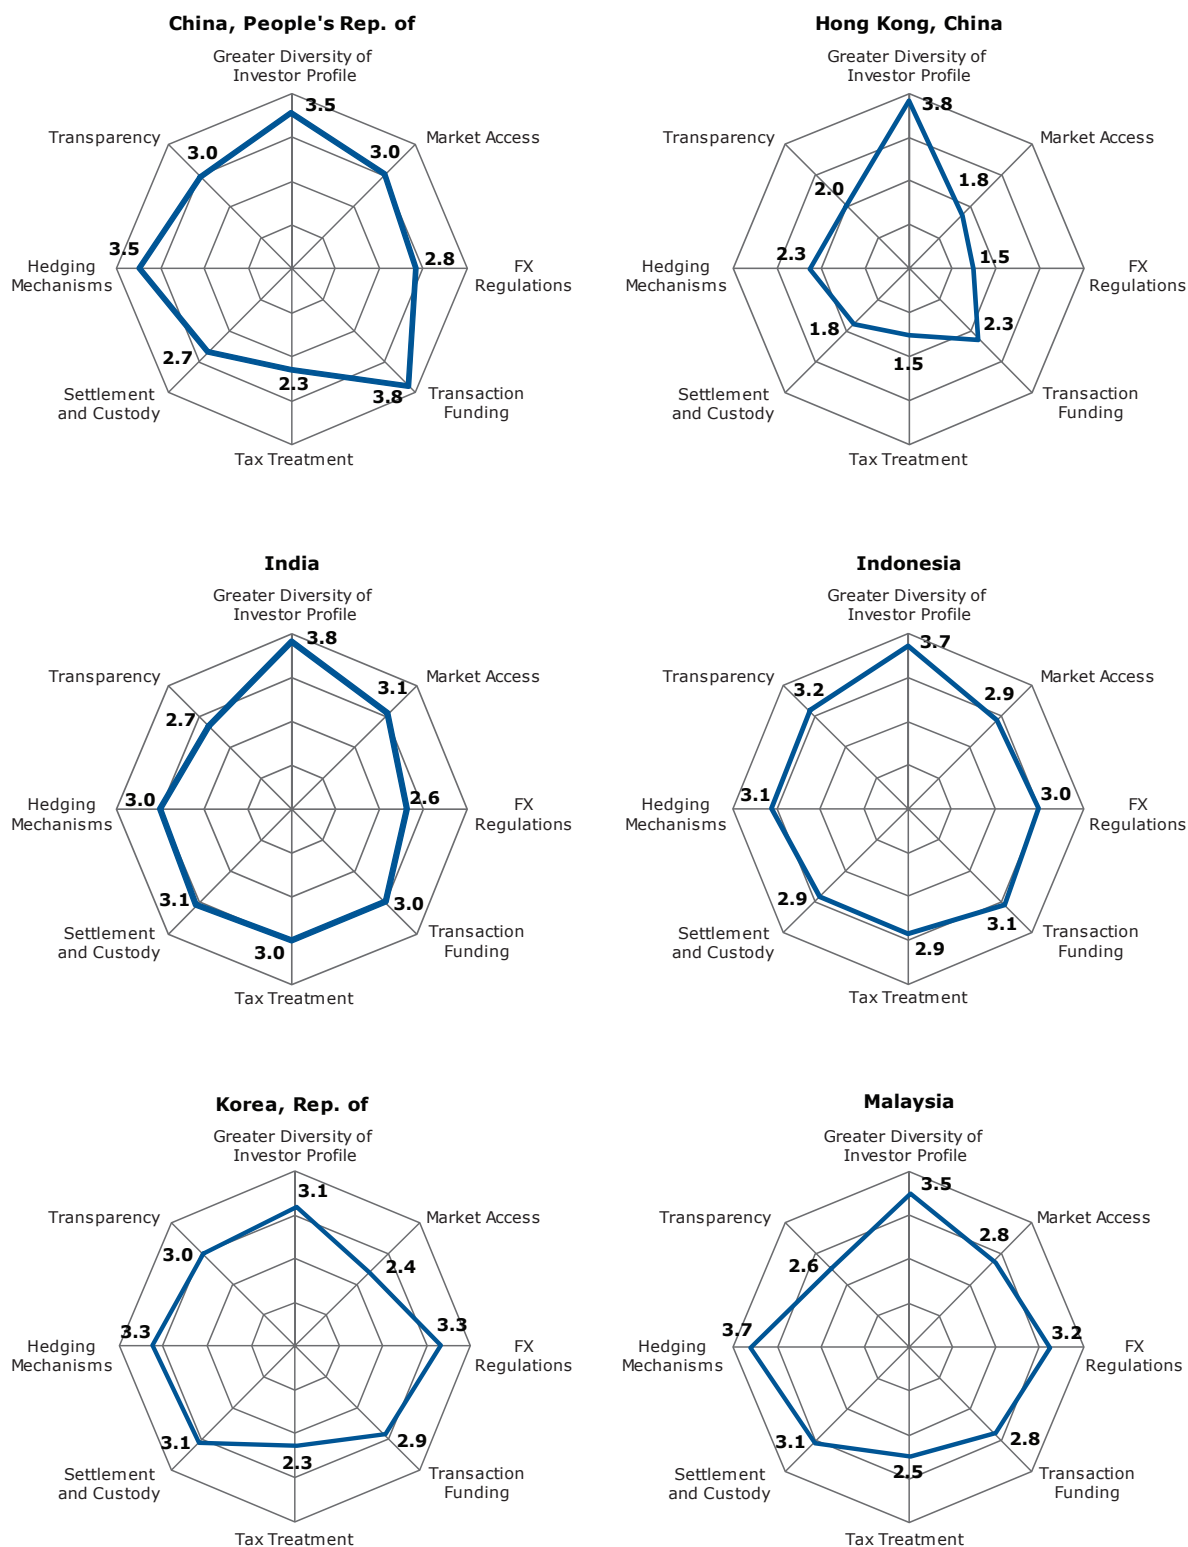 China, People's Rep. of
Greater Diversity of
Investor Profile
3.5
Transparency
Market Access
3.0
3.0
3.5
2.8
Hedging
Mechanisms
FX
Regulations
2.7
2.3
3.8
Settlement
and Custody
Transaction
Funding
Tax Treatment
Hong Kong, China
Greater Diversity of
Investor Profile
3.8
Transparency
Market Access
2.0
1.8
2.3
1.5
Hedging
Mechanisms
FX
Regulations
1.8
2.3
1.5
Settlement
and Custody
Transaction
Funding
Tax Treatment
India
Greater Diversity of
Investor Profile
3.8
Transparency
Market Access
2.7
3.1
3.0
2.6
Hedging
Mechanisms
FX
Regulations
3.1
3.0
3.0
Settlement
and Custody
Transaction
Funding
Tax Treatment
Indonesia
Greater Diversity of
Investor Profile
3.7
Transparency
Market Access
3.2
2.9
3.1
3.0
Hedging
Mechanisms
FX
Regulations
2.9
3.1
2.9
Settlement
and Custody
Transaction
Funding
Tax Treatment
Korea, Rep. of
Greater Diversity of
Investor Profile
3.1
Transparency
Market Access
3.0
2.4
3.3
3.3
Hedging
Mechanisms
FX
Regulations
3.1
2.9
2.3
Settlement
and Custody
Transaction
Funding
Tax Treatment
Malaysia
Greater Diversity of
Investor Profile
3.5
Transparency
Market Access
2.6
2.8
3.7
3.2
Hedging
Mechanisms
FX
Regulations
3.1
2.8
2.5
Settlement
and Custody
Transaction
Funding
Tax Treatment